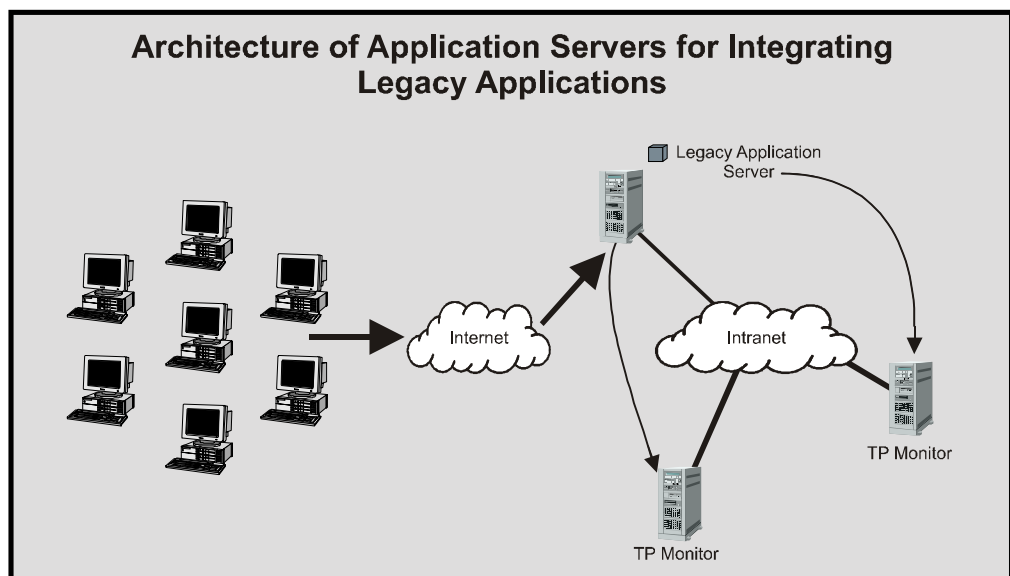 Architecture of Application Servers for Integrating
Legacy Applications
Legacy Application
Server
Internet
Intranet
TP Monitor
TP Monitor